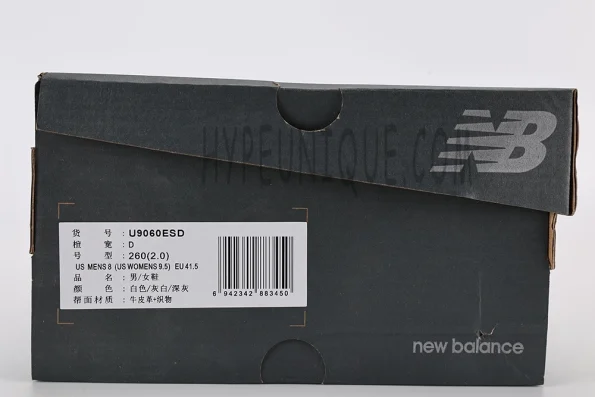 HYPEUNIQUE.COM
NB
货 号 : U9060ESD
楦 宽 : D
号 型 : 260(2.0)
US MENS 8 (US WOMENS 9.5) EU 41.5
品 名 : 男/女鞋
颜 色 : 白色/灰白/深灰
帮面材质 : 牛皮革+织物
6 942342 883450
new balance